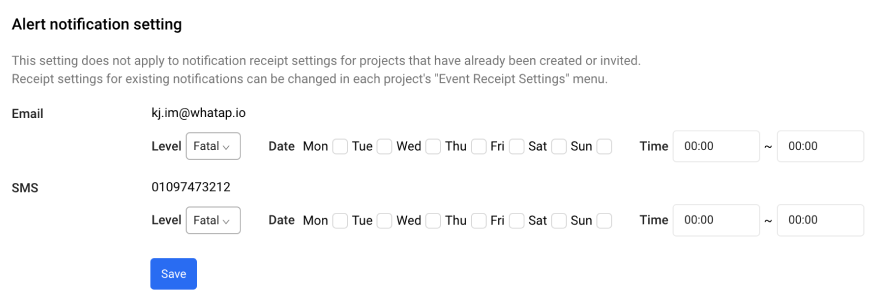 Alert notification setting
This setting does not apply to notification receipt settings for projects that have already been created or invited.
Receipt settings for existing notifications can be changed in each project's "Event Receipt Settings" menu.
Email kj.im@whatap.io
Level Fatal Date Mon Tue Wed Thu Fri Sat Sun Time 00:00 ~ 00:00
SMS 01097473212
Level Fatal Date Mon Tue Wed Thu Fri Sat Sun Time 00:00 ~ 00:00
Save